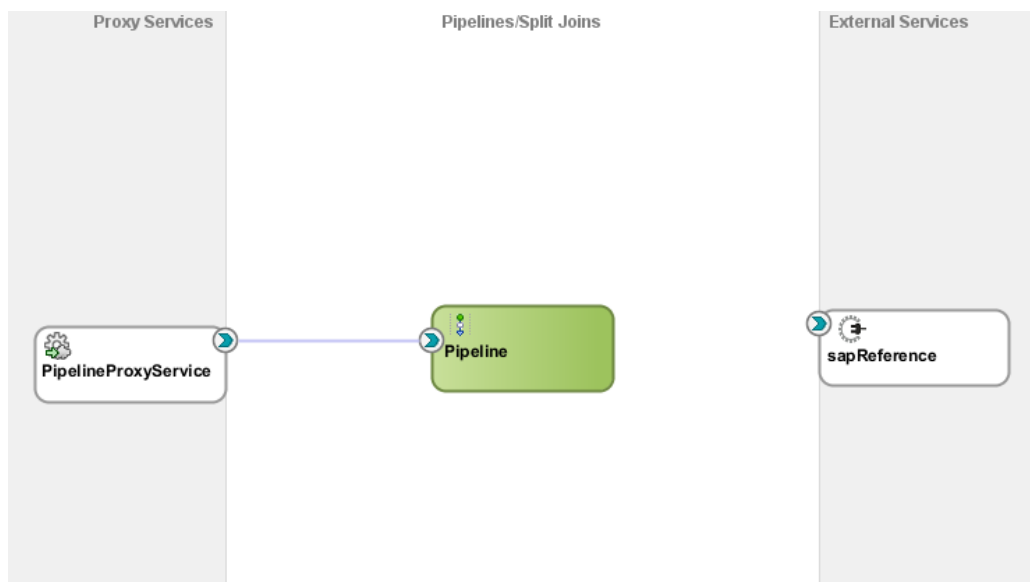 Proxy Services
Pipelines/Split Joins
External Services
PipelineProxyService
Pipeline
sapReference